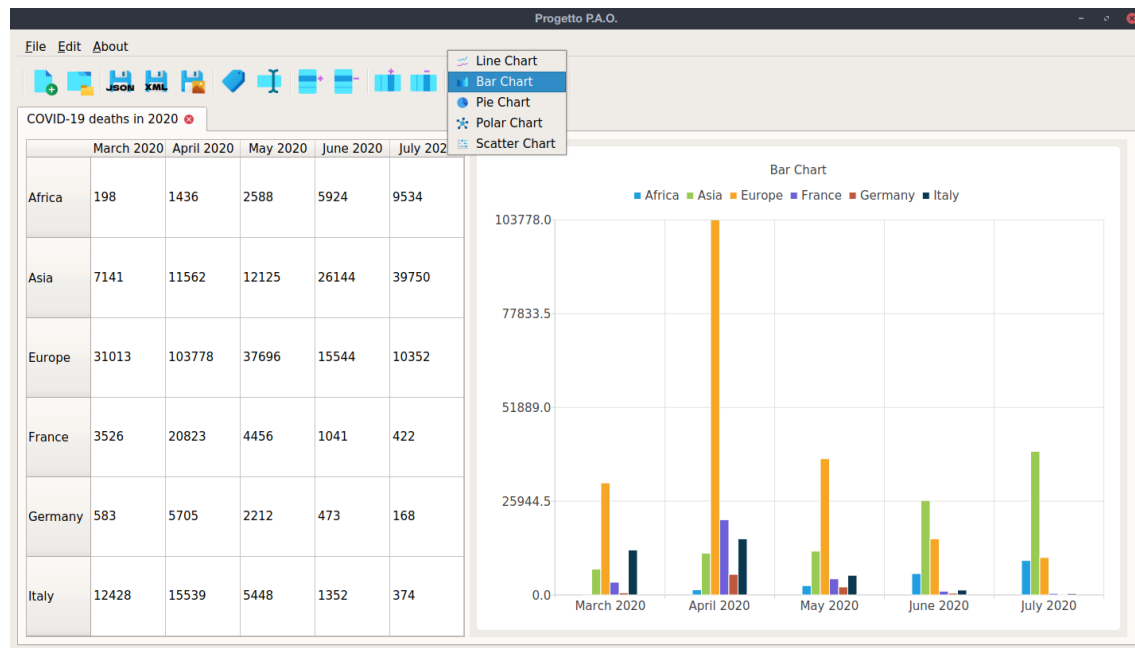 Progetto P.A.O.
File Edit About
Line Chart
Bar Chart
Pie Chart
Polar Chart
Scatter Chart
JSON XML
COVID-19 deaths in 2020
March 2020 April 2020 May 2020 June 2020 July 202
Africa 198 1436 2588 5924 9534
Asia 7141 11562 12125 26144 39750
Europe 31013 103778 37696 15544 10352
France 3526 20823 4456 1041 422
Germany 583 5705 2212 473 168
Italy 12428 15539 5448 1352 374
Bar Chart
Africa Asia Europe France Germany Italy
103778.0
77833.5
51889.0
25944.5
0.0
March 2020 April 2020 May 2020 June 2020 July 2020